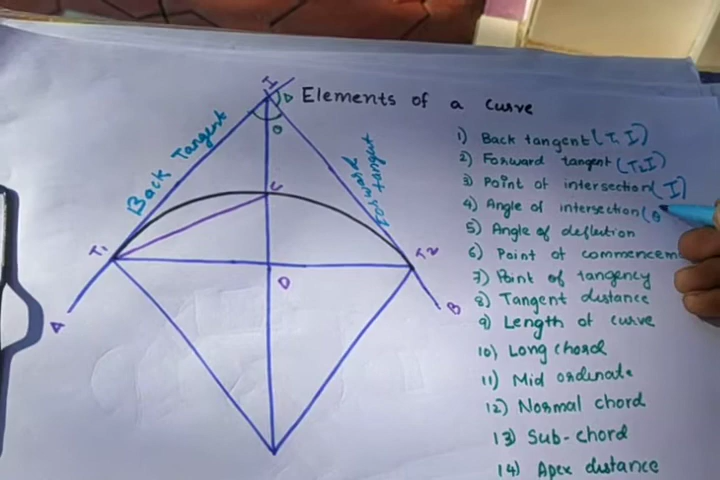 I
D
Elements of a curve
θ
Back Tangent
Forward tangent
C
T1
T2
D
A
B
1) Back tangent (T1 I)
2) Forward tangent (T2 I)
3) Point of intersection (I)
4) Angle of intersection (θ
5) Angle of deflection
6) Point of commencem
7) Point of tangency
8) Tangent distance
9) Length of curve
10) Long chord
11) Mid ordinate
12) Normal chord
13) Sub-chord
14) Apex distance